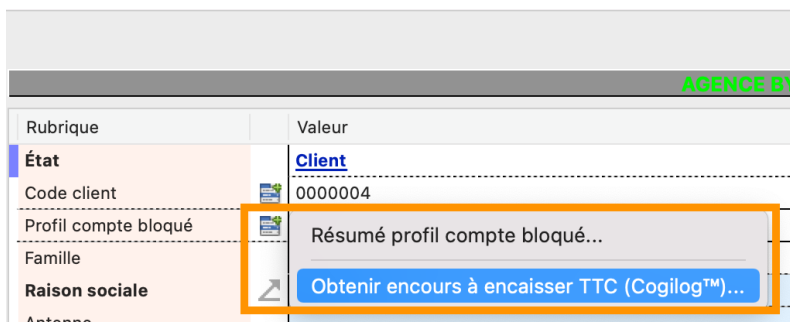 AGENCE B
Rubrique Valeur
État Client
Code client 0000004
Profil compte bloqué
Résumé profil compte bloqué...
Famille
Raison sociale
Obtenir encours à encaisser TTC (Cogilog™)...
Antenne